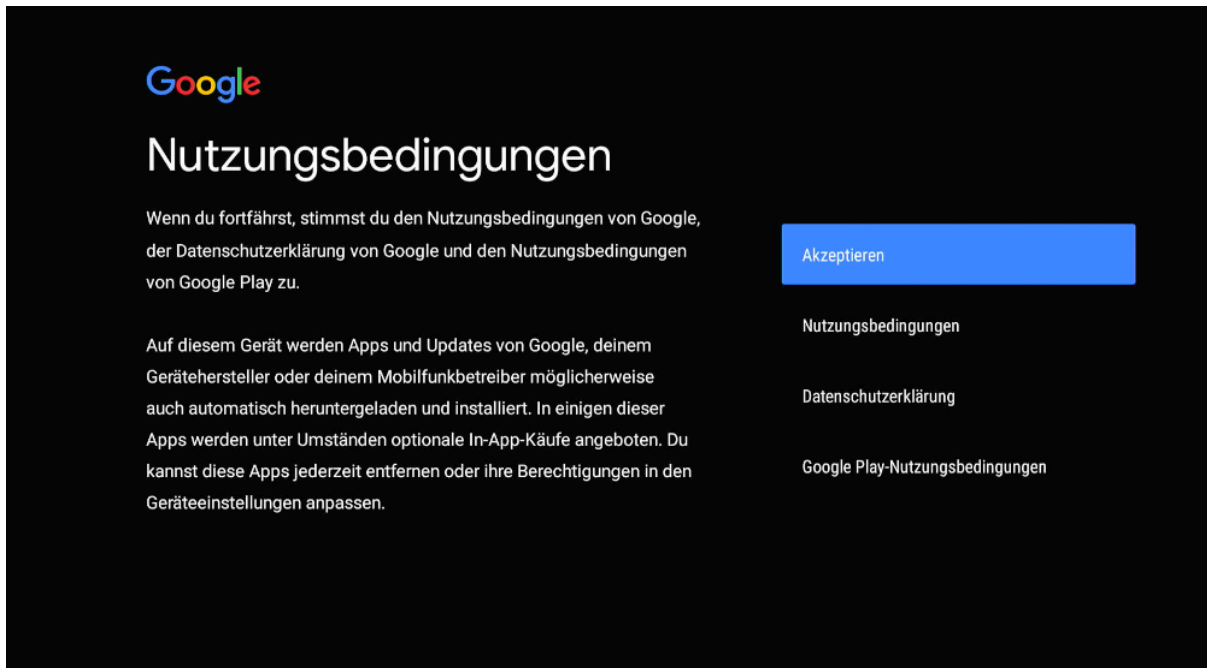 Google
Nutzungsbedingungen
Wenn du fortfährst, stimmst du den Nutzungsbedingungen von Google,
der Datenschutzerklärung von Google und den Nutzungsbedingungen
von Google Play zu.
Auf diesem Gerät werden Apps und Updates von Google, deinem
Gerätehersteller oder deinem Mobilfunkbetreiber möglicherweise
auch automatisch heruntergeladen und installiert. In einigen dieser
Apps werden unter Umständen optionale In-App-Käufe angeboten. Du
kannst diese Apps jederzeit entfernen oder ihre Berechtigungen in den
Geräteeinstellungen anpassen.
Akzeptieren
Nutzungsbedingungen
Datenschutzerklärung
Google Play-Nutzungsbedingungen